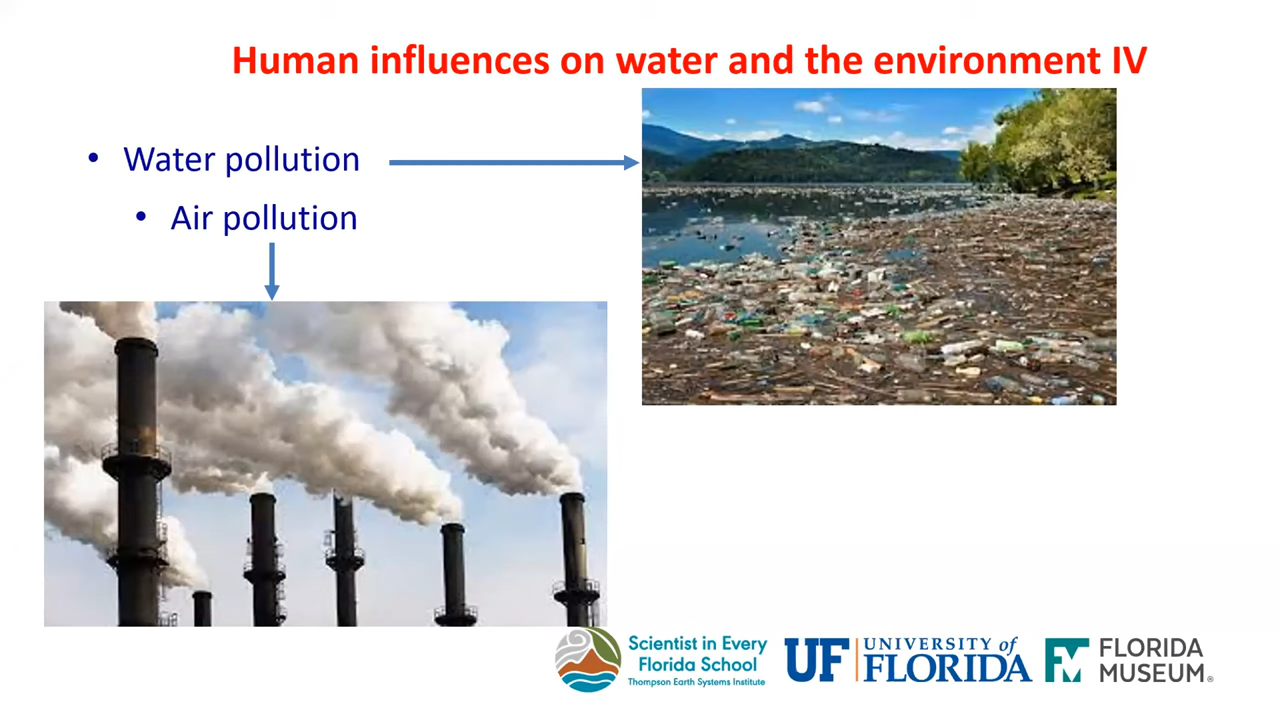 Human influences on water and the environment IV
• Water pollution
• Air pollution
Scientist in Every
Florida School
Thompson Earth Systems Institute
UF
UNIVERSITY of
FLORIDA
FM
FLORIDA
MUSEUM®